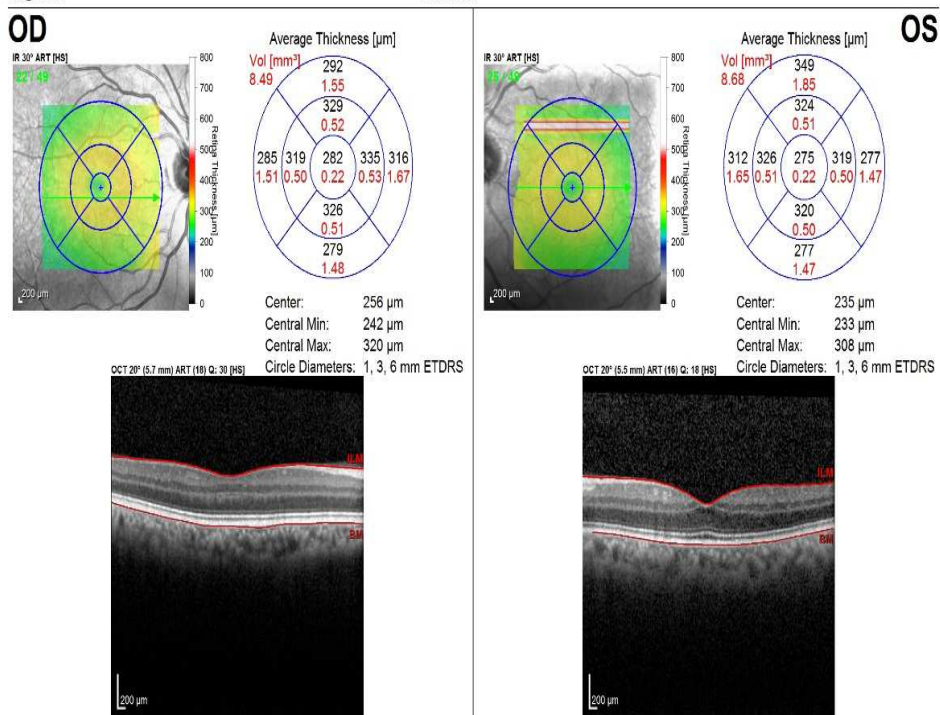 OD
OS
IR 30° ART [HS]
22 / 49
800
700
600
500
400
300
200
100
0
Retina Thickness [µm]
200 µm
Average Thickness [µm]
Vol [mm³]
8.49
292
1.55
329
0.52
285 319 282 335 316
1.51 0.50 0.22 0.53 1.67
326
0.51
279
1.48
Center: 256 µm
Central Min: 242 µm
Central Max: 320 µm
Circle Diameters: 1, 3, 6 mm ETDRS
OCT 20° (5.7 mm) ART (18) Q: 30 [HS]
ILM
BM
200 µm
IR 30° ART [HS]
800
700
600
500
400
300
200
100
0
Retina Thickness [µm]
200 µm
Average Thickness [µm]
Vol [mm³]
8.68
349
1.85
324
0.51
312 326 275 319 277
1.65 0.51 0.22 0.50 1.47
320
0.50
277
1.47
Center: 235 µm
Central Min: 233 µm
Central Max: 308 µm
Circle Diameters: 1, 3, 6 mm ETDRS
OCT 20° (5.5 mm) ART (16) Q: 18 [HS]
ILM
BM
200 µm